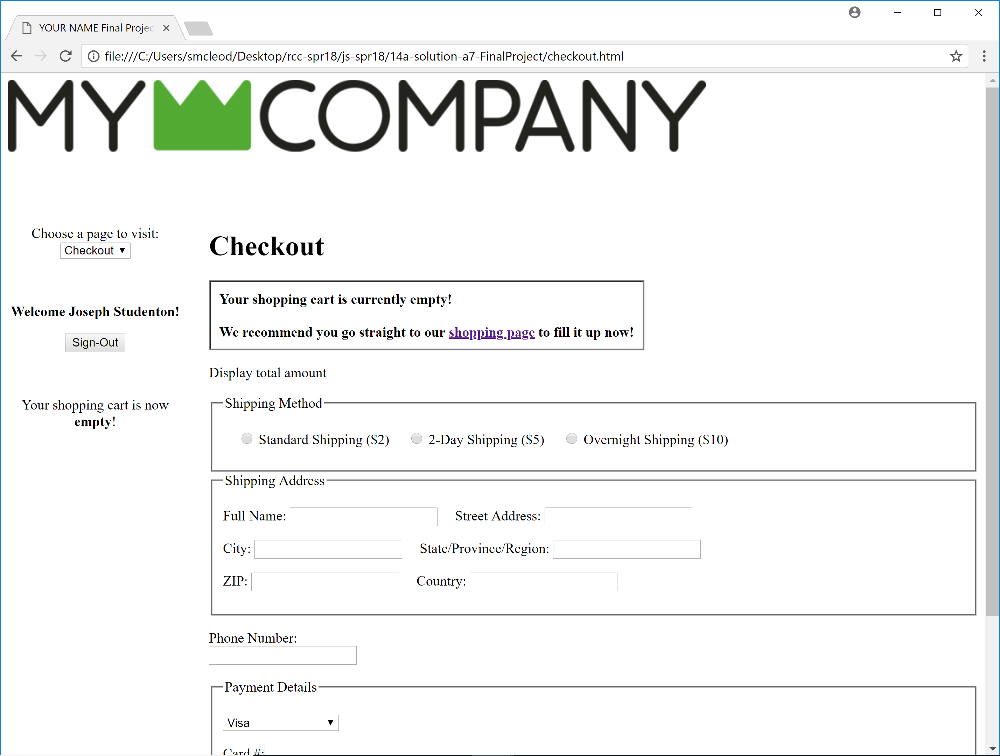 YOUR NAME Final Projec
file:///C:/Users/smcleod/Desktop/rcc-spr18/js-spr18/14a-solution-a7-FinalProject/checkout.html
MY COMPANY
Choose a page to visit:
Checkout
Welcome Joseph Studenton!
Sign-Out
Your shopping cart is now
empty!
Checkout
Your shopping cart is currently empty!
We recommend you go straight to our shopping page to fill it up now!
Display total amount
Shipping Method
Standard Shipping ($2) 2-Day Shipping ($5) Overnight Shipping ($10)
Shipping Address
Full Name: Street Address:
City: State/Province/Region:
ZIP: Country:
Phone Number:
Payment Details
Visa
Card #: